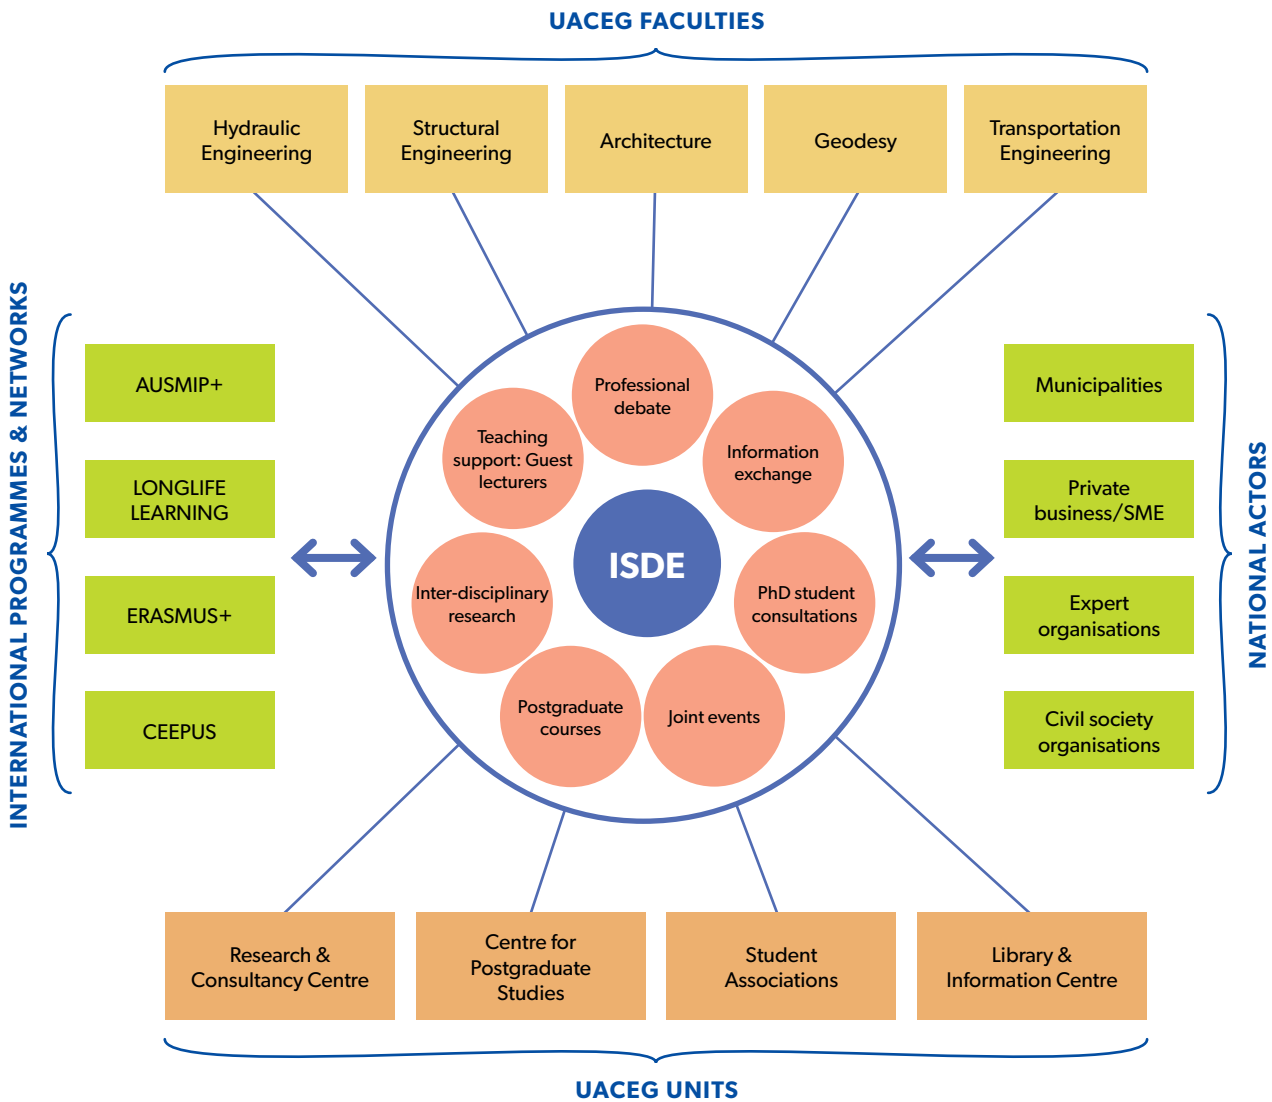 UACEG FACULTIES
Hydraulic
Engineering
Structural
Engineering
Architecture
Geodesy
Transportation
Engineering
INTERNATIONAL PROGRAMMES & NETWORKS
AUSMIP+
LONGLIFE
LEARNING
ERASMUS+
CEEPUS
Professional
debate
Teaching
support: Guest
lecturers
Information
exchange
ISDE
Inter-disciplinary
research
PhD student
consultations
Postgraduate
courses
Joint events
Municipalities
Private
business/SME
Expert
organisations
Civil society
organisations
NATIONAL ACTORS
Research &
Consultancy Centre
Centre for
Postgraduate
Studies
Student
Associations
Library &
Information Centre
UACEG UNITS